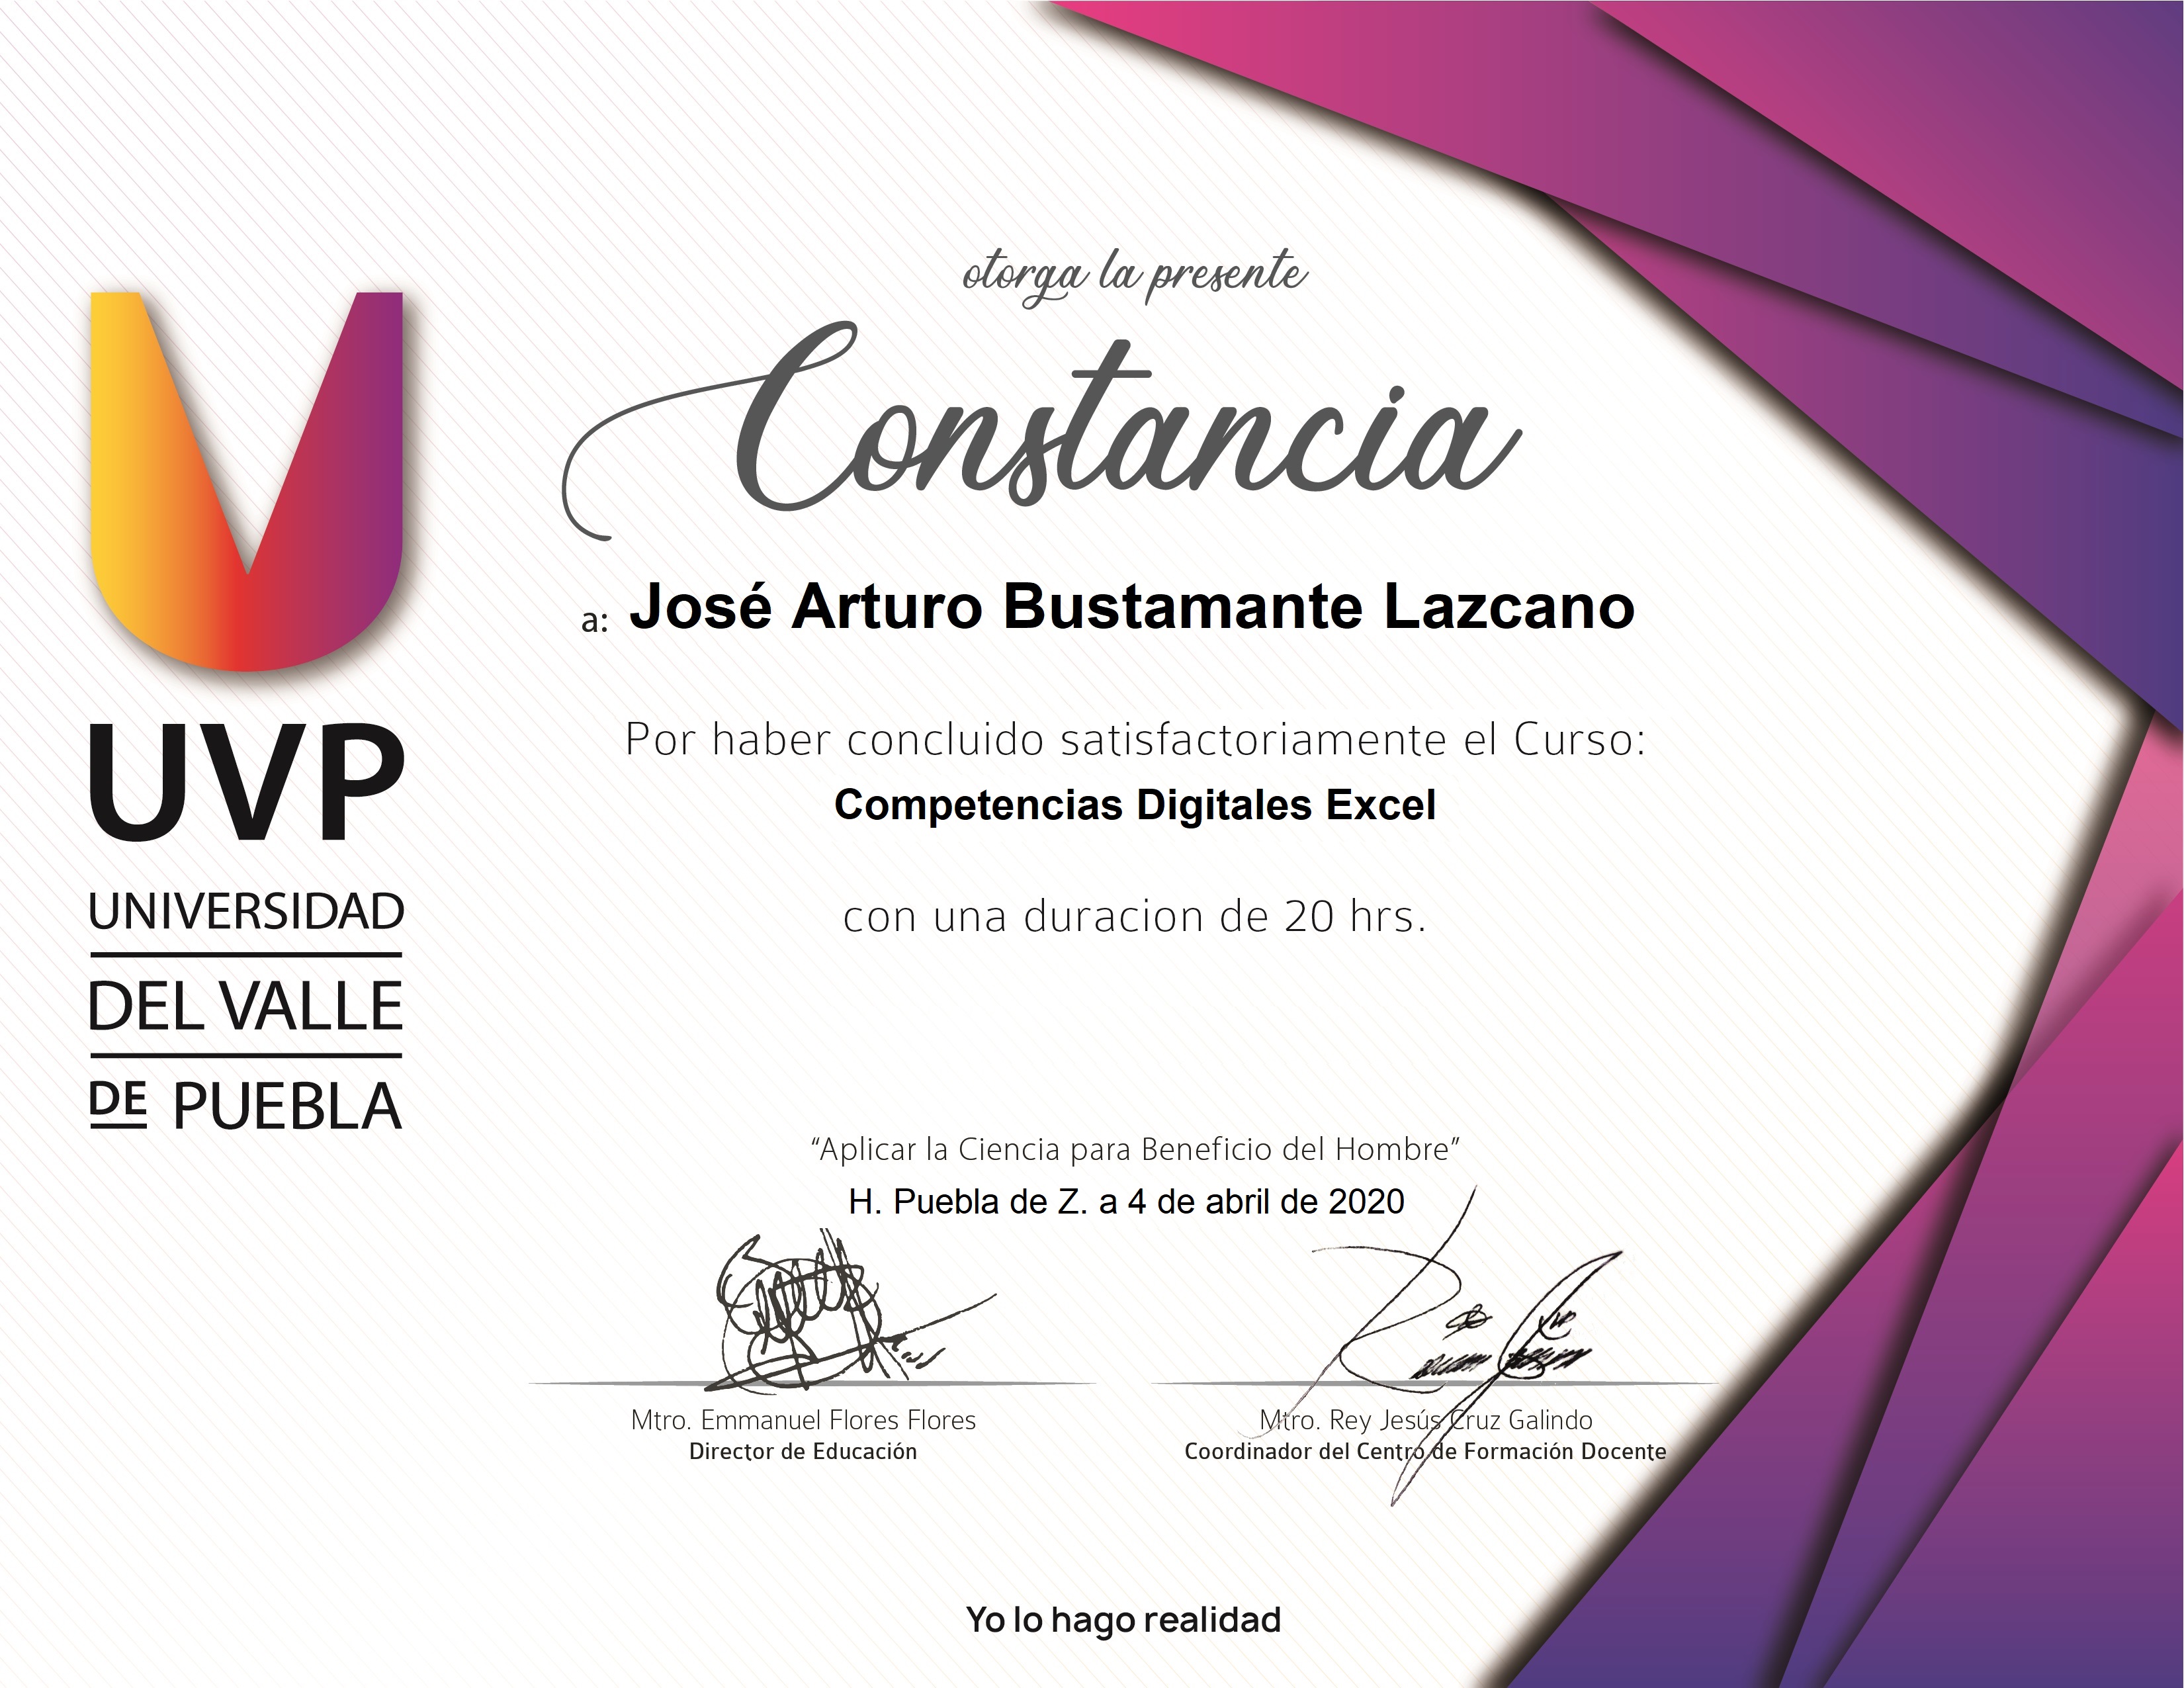 otorga la presente
Constancia
a: José Arturo Bustamante Lazcano
Por haber concluido satisfactoriamente el Curso:
Competencias Digitales Excel
con una duracion de 20 hrs.
UVP
UNIVERSIDAD
DEL VALLE
DE PUEBLA
“Aplicar la Ciencia para Beneficio del Hombre”
H. Puebla de Z. a 4 de abril de 2020
Mtro. Emmanuel Flores Flores
Director de Educación
Mtro. Rey Jesús Cruz Galindo
Coordinador del Centro de Formación Docente
Yo lo hago realidad